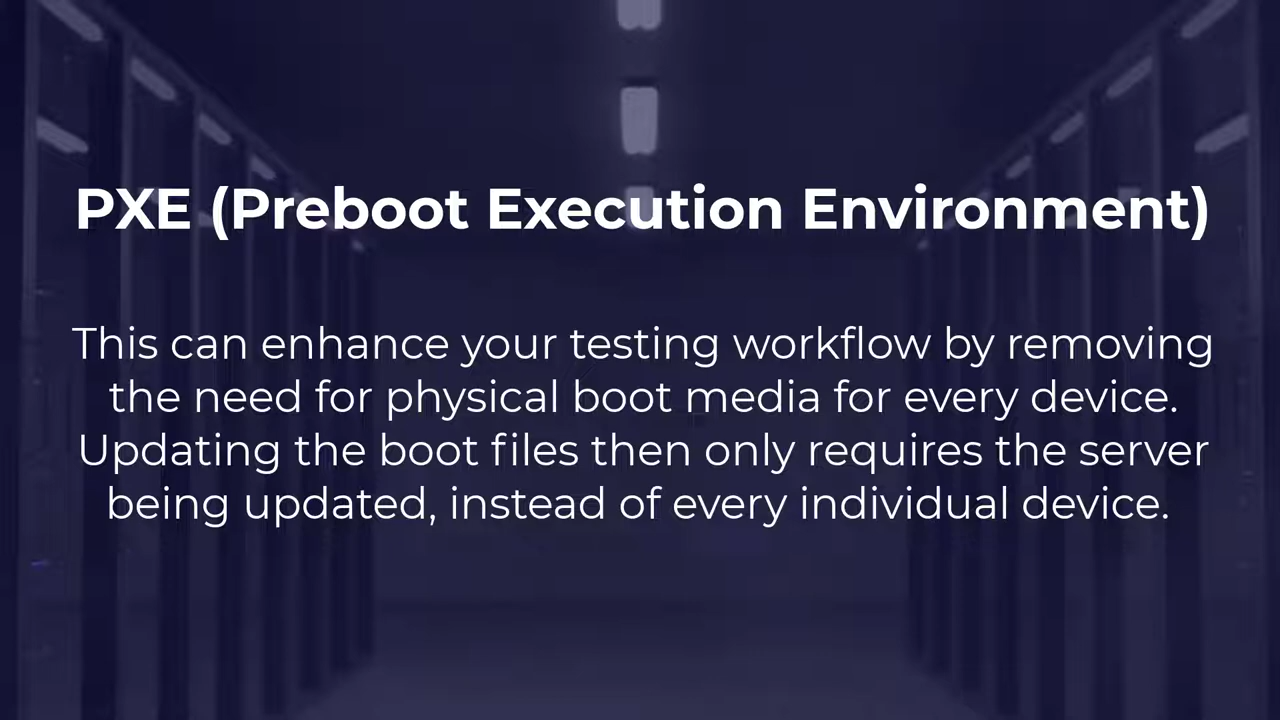 PXE (Preboot Execution Environment)
This can enhance your testing workflow by removing
the need for physical boot media for every device.
Updating the boot files then only requires the server
being updated, instead of every individual device.